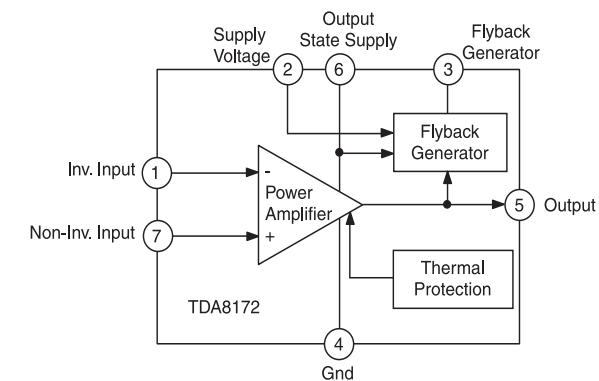 Output
State Supply
Supply
Voltage
Flyback
Generator
2
6
3
Flyback
Generator
Inv. Input
1
-
Power
Amplifier
5
Output
Non-Inv. Input
7
+
Thermal
Protection
TDA8172
4
Gnd